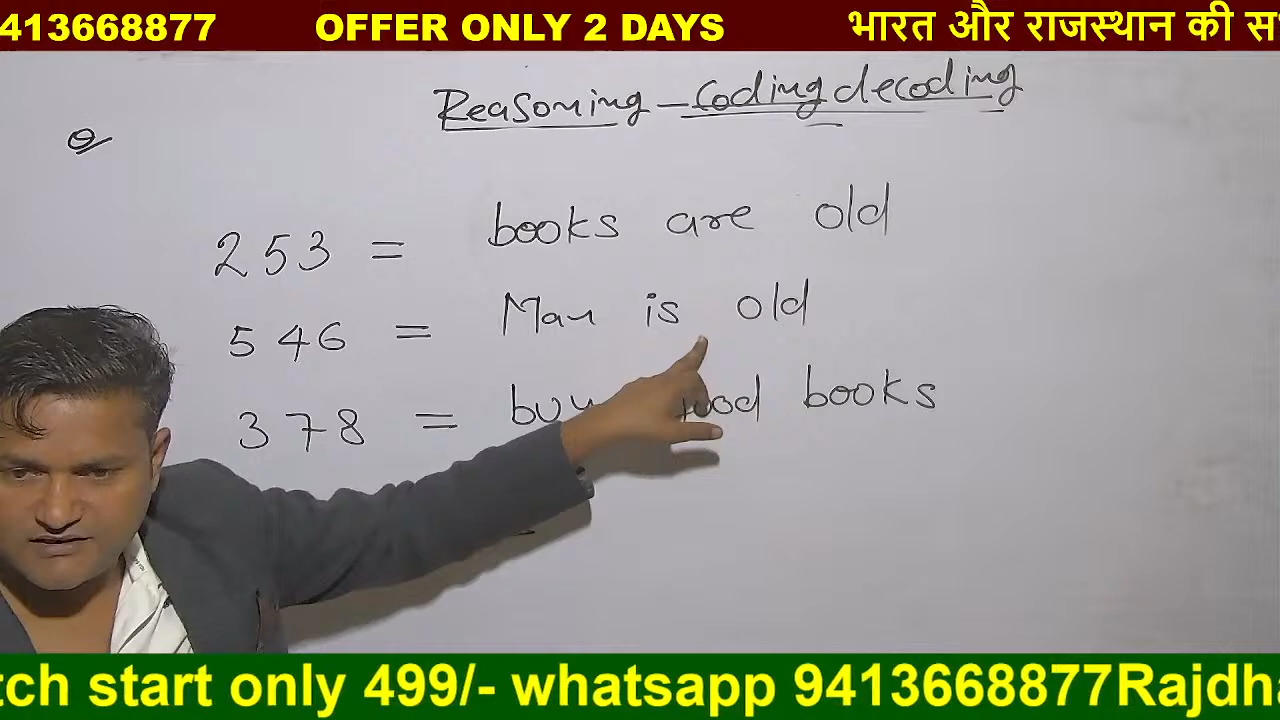 413668877 OFFER ONLY 2 DAYS भारत और राजस्थान की
Reasoning - Coding decoding
Q
253 = books are old
546 = Man is old
378 = books
tch start only 499/- whatsapp 9413668877Rajdh